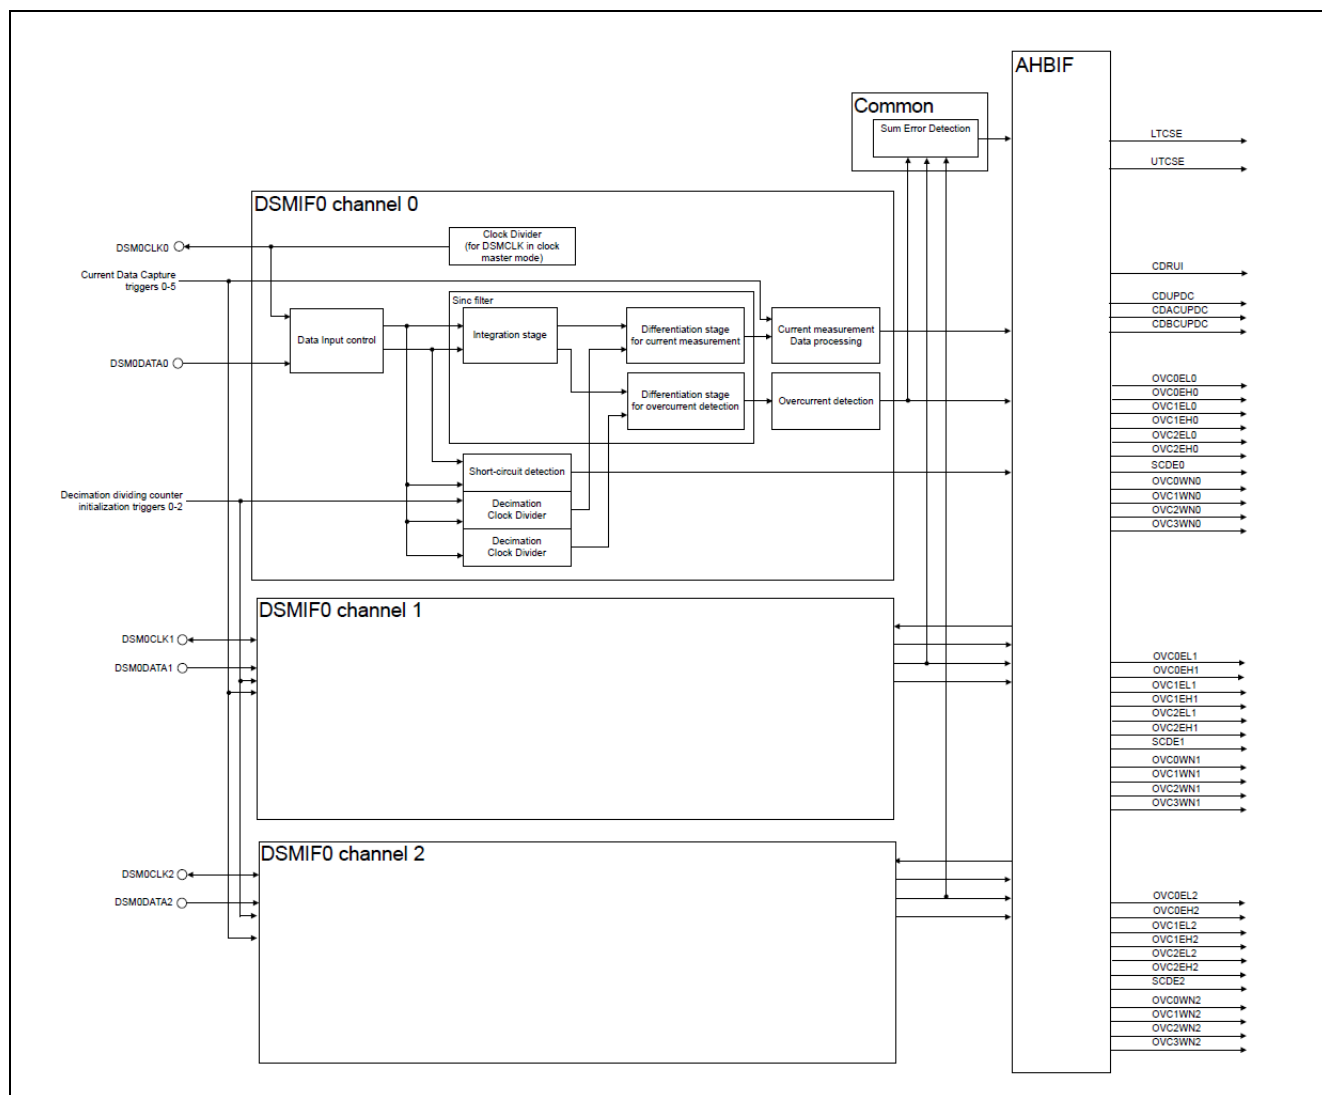 AHBIF
Common
Sum Error Detection
LTCSE
UTCSE
DSMIF0 channel 0
DSM0CLK0
Clock Divider
(for DSMCLK in clock
master mode)
Current Data Capture
triggers 0-5
CDRUI
Sinc filter
CDUPDC
CDACUPDC
CDBCUPDC
Data Input control
Integration stage
Differentiation stage
for current measurement
Current measurement
Data processing
DSM0DATA0
Differentiation stage
for overcurrent detection
Overcurrent detection
OVC0EL0
OVC0EH0
OVC1EL0
OVC1EH0
OVC2EL0
OVC2EH0
SCDE0
OVC0WN0
OVC1WN0
OVC2WN0
OVC3WN0
Short-circuit detection
Decimation dividing counter
initialization triggers 0-2
Decimation
Clock Divider
Decimation
Clock Divider
DSMIF0 channel 1
DSM0CLK1
DSM0DATA1
OVC0EL1
OVC0EH1
OVC1EL1
OVC1EH1
OVC2EL1
OVC2EH1
SCDE1
OVC0WN1
OVC1WN1
OVC2WN1
OVC3WN1
DSMIF0 channel 2
DSM0CLK2
DSM0DATA2
OVC0EL2
OVC0EH2
OVC1EL2
OVC1EH2
OVC2EL2
OVC2EH2
SCDE2
OVC0WN2
OVC1WN2
OVC2WN2
OVC3WN2